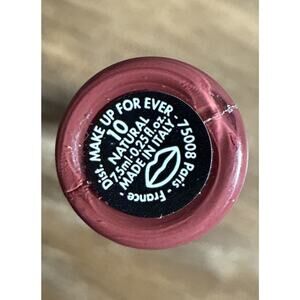 Dist. MAKE UP FOR EVER - 75008 Paris - France -
10
NATURAL
7.5ml-0.25fl.oz.
MADE IN ITALY